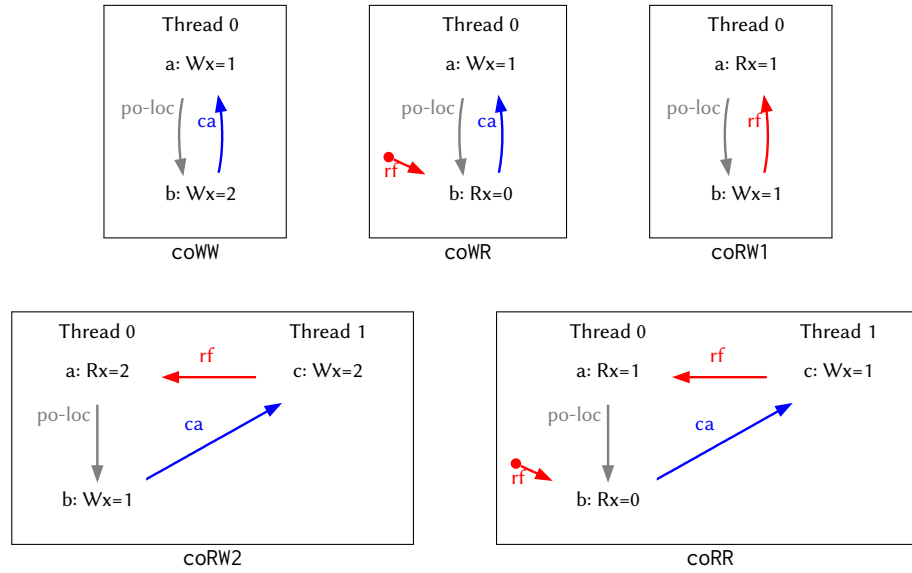 Thread 0
a: Wx=1
po-loc
ca
b: Wx=2
coWW
Thread 0
a: Wx=1
po-loc
ca
rf
b: Rx=0
coWR
Thread 0
a: Rx=1
po-loc
rf
b: Wx=1
coRW1
Thread 0 Thread 1
rf
a: Rx=2 c: Wx=2
po-loc
ca
b: Wx=1
coRW2
Thread 0 Thread 1
rf
a: Rx=1 c: Wx=1
po-loc
ca
rf
b: Rx=0
coRR